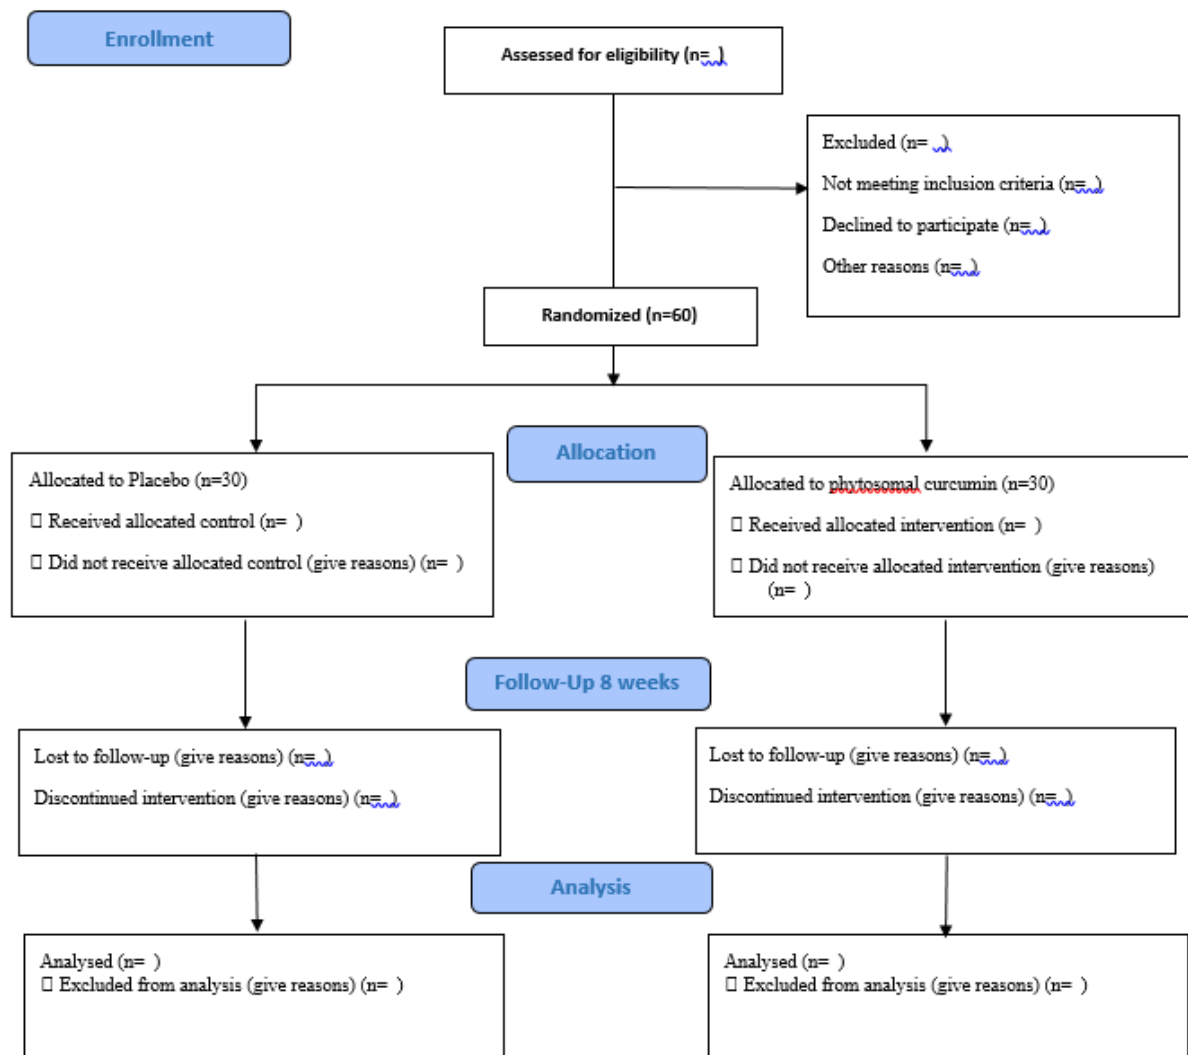 Enrollment
Assessed for eligibility (n= )
Excluded (n= )
Not meeting inclusion criteria (n= )
Declined to participate (n= )
Other reasons (n= )
Randomized (n=60)
Allocation
Allocated to Placebo (n=30)
□ Received allocated control (n= )
□ Did not receive allocated control (give reasons) (n= )
Allocated to phytosomal curcumin (n=30)
□ Received allocated intervention (n= )
□ Did not receive allocated intervention (give reasons)
(n= )
Follow-Up 8 weeks
Lost to follow-up (give reasons) (n= )
Discontinued intervention (give reasons) (n= )
Lost to follow-up (give reasons) (n= )
Discontinued intervention (give reasons) (n= )
Analysis
Analysed (n= )
□ Excluded from analysis (give reasons) (n= )
Analysed (n= )
□ Excluded from analysis (give reasons) (n= )